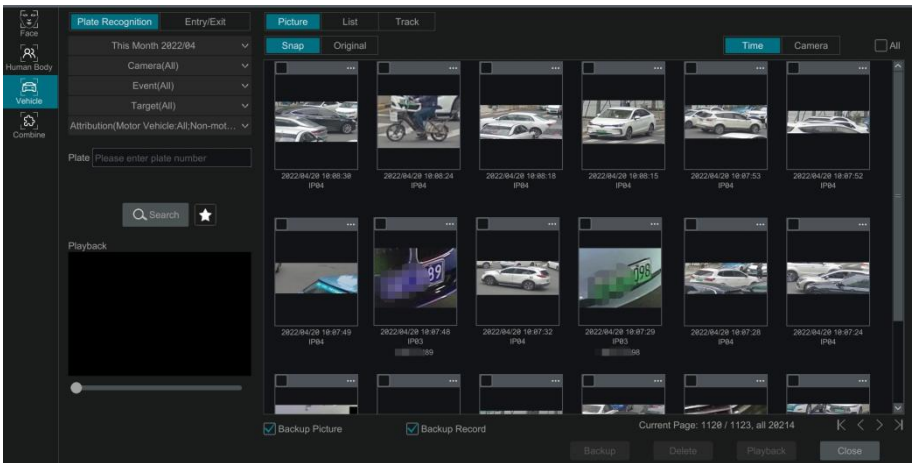 Face
Human Body
Vehicle
Combine
Plate Recognition
Entry/Exit
This Month 2022/04
Camera(All)
Event(All)
Target(All)
Attribution(Motor Vehicle:All;Non-mot...
Plate
Please enter plate number
Search
Playback
Picture
List
Track
Snap
Original
Time
Camera
All
2022/04/20 10:08:30
IP04
2022/04/20 10:08:24
IP04
2022/04/20 10:08:18
IP04
2022/04/20 10:08:15
IP04
2022/04/20 10:07:53
IP04
2022/04/20 10:07:52
IP04
89
98
2022/04/20 10:07:49
IP04
2022/04/20 10:07:48
IP03
89
2022/04/20 10:07:32
IP04
2022/04/20 10:07:29
IP03
98
2022/04/20 10:07:28
IP04
2022/04/20 10:07:24
IP04
Backup Picture
Backup Record
Current Page: 1120 / 1123, all 20214
Backup
Delete
Playback
Close